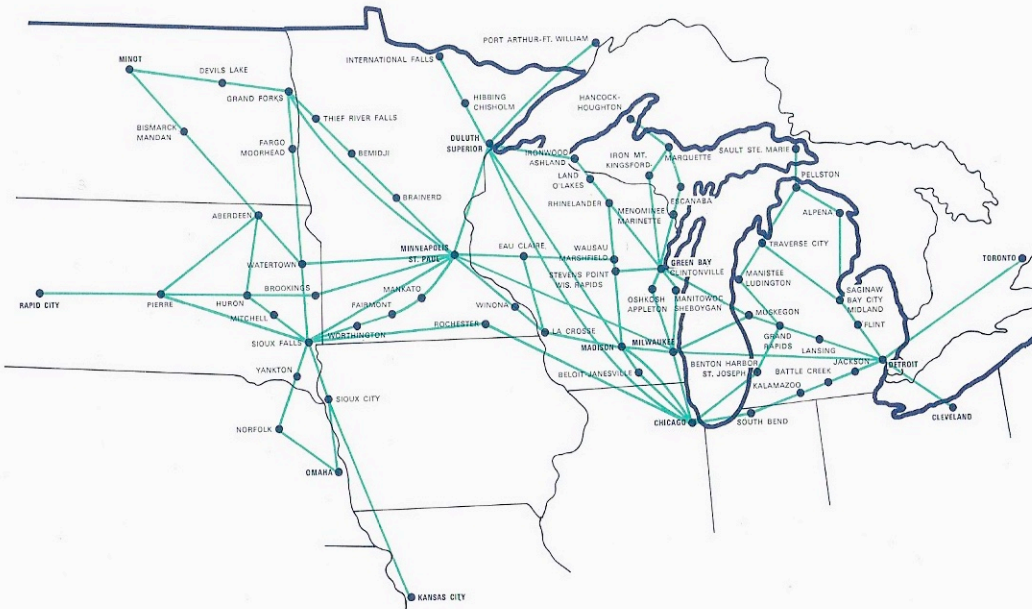 PORT ARTHUR-FT. WILLIAM
MINOT
INTERNATIONAL FALLS
DEVILS LAKE
GRAND FORKS
HANCOCK-
HOUGHTON
HIBBING
CHISHOLM
THIEF RIVER FALLS
BISMARCK
MANDAN
FARGO
MOORHEAD
BEMIDJI
DULUTH
SUPERIOR
IRONWOOD
ASHLAND
IRON MT.
KINGSFORD
MARQUETTE
SAULT STE. MARIE
LAND
O'LAKES
PELLSTON
BRAINERD
RHINELANDER
ESCANABA
MENOMINEE
MARINETTE
ALPENA
ABERDEEN
MINNEAPOLIS
ST. PAUL
EAU CLAIRE
WAUSAU
MARSHFIELD
TRAVERSE CITY
WATERTOWN
STEVENS POINT
WIS. RAPIDS
GREEN BAY
CLINTONVILLE
TORONTO
RAPID CITY
PIERRE
HURON
BROOKINGS
MANKATO
FAIRMONT
WINONA
OSHKOSH
APPLETON
MANITOWOC
SHEBOYGAN
MANISTEE
LUDINGTON
SAGINAW
BAY CITY
MIDLAND
MITCHELL
MUSKEGON
FLINT
SIOUX FALLS
WORTHINGTON
ROCHESTER
LA CROSSE
MADISON
MILWAUKEE
GRAND
RAPIDS
LANSING
BENTON HARBOR
ST. JOSEPH
JACKSON
DETROIT
YANKTON
BELOIT JANESVILLE
BATTLE CREEK
KALAMAZOO
SIOUX CITY
CHICAGO
SOUTH BEND
CLEVELAND
NORFOLK
OMAHA
KANSAS CITY